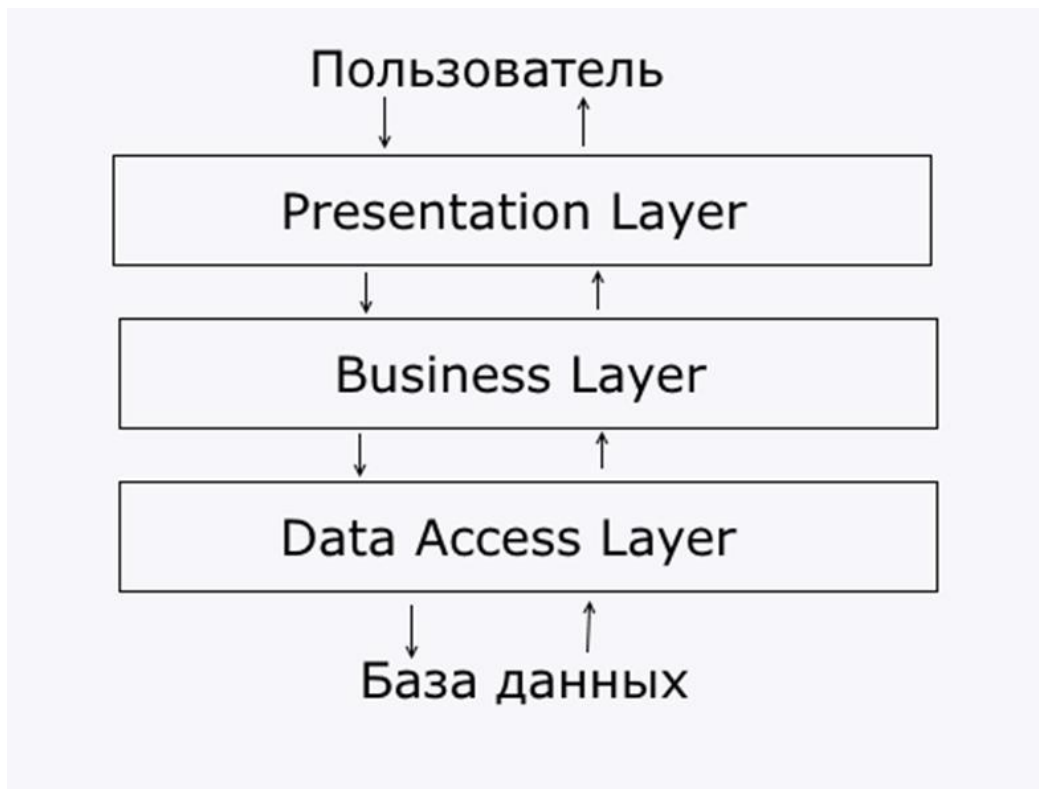 Пользователь
Presentation Layer
Business Layer
Data Access Layer
База данных